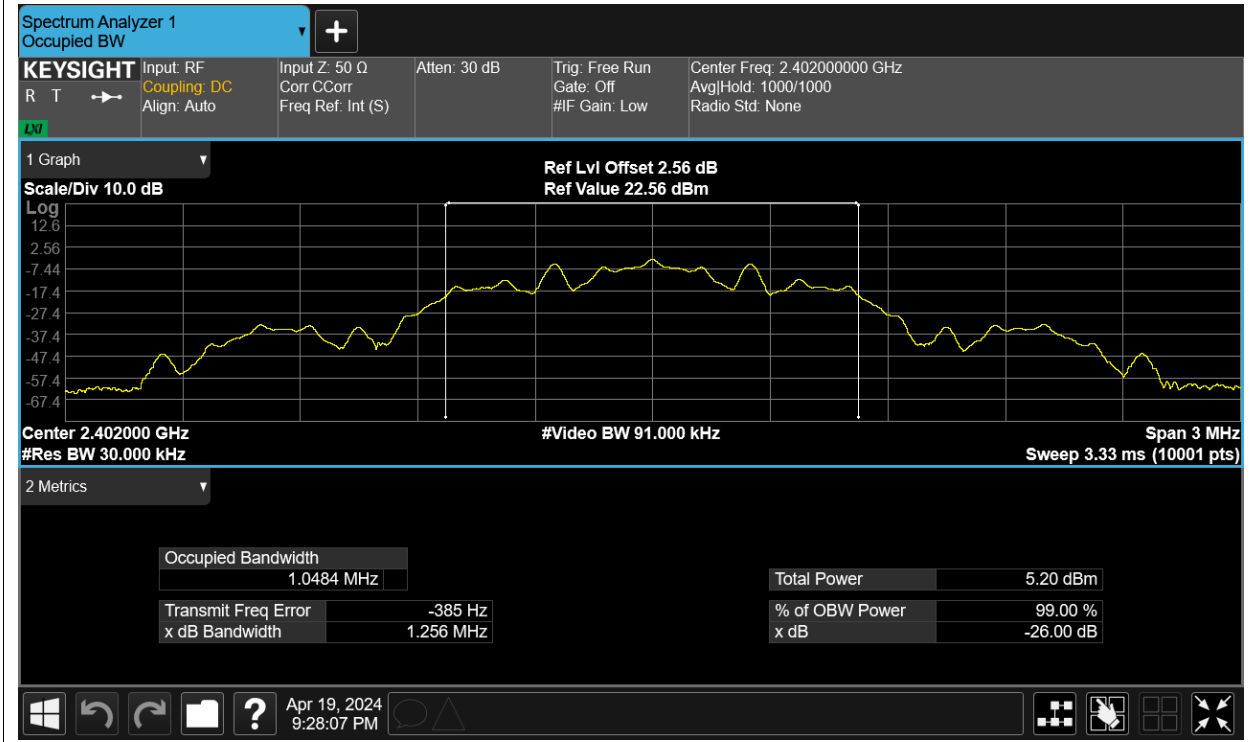 Spectrum Analyzer 1
Occupied BW
KEYSIGHT
R T
LXI
Input: RF
Coupling: DC
Align: Auto
Input Z: 50 Ω
Corr CCorr
Freq Ref: Int (S)
Atten: 30 dB
Trig: Free Run
Gate: Off
#IF Gain: Low
Center Freq: 2.402000000 GHz
Avg|Hold: 1000/1000
Radio Std: None
1 Graph
Scale/Div 10.0 dB
Ref Lvl Offset 2.56 dB
Ref Value 22.56 dBm
Log
12.6
2.56
-7.44
-17.4
-27.4
-37.4
-47.4
-57.4
-67.4
Center 2.402000 GHz
#Res BW 30.000 kHz
#Video BW 91.000 kHz
Span 3 MHz
Sweep 3.33 ms (10001 pts)
2 Metrics
Occupied Bandwidth
1.0484 MHz
Transmit Freq Error -385 Hz
x dB Bandwidth 1.256 MHz
Total Power 5.20 dBm
% of OBW Power 99.00 %
x dB -26.00 dB
?
Apr 19, 2024
9:28:07 PM